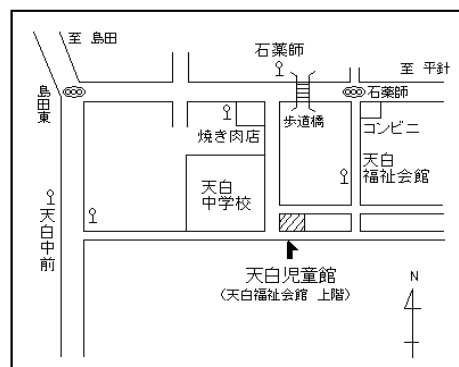 至 島田
石薬師
至 平針
島田東
石薬師
焼き肉店
歩道橋
コンビニ
天白
福祉会館
天白
中学校
天白中前
天白児童館
(天白福祉会館 上階)
N